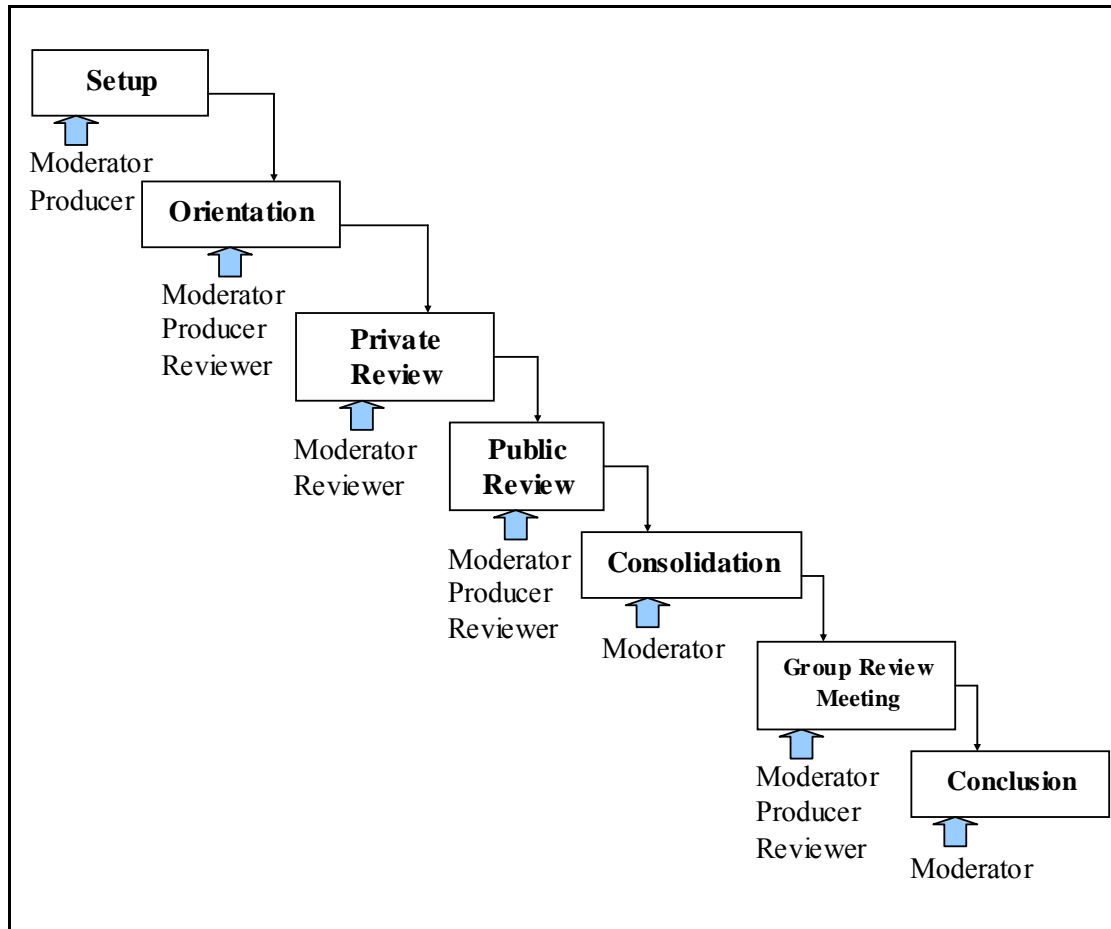 Setup
Moderator
Producer
Orientation
Moderator
Producer
Reviewer
Private
Review
Moderator
Reviewer
Public
Review
Moderator
Producer
Reviewer
Consolidation
Moderator
Group Review
Meeting
Moderator
Producer
Reviewer
Conclusion
Moderator